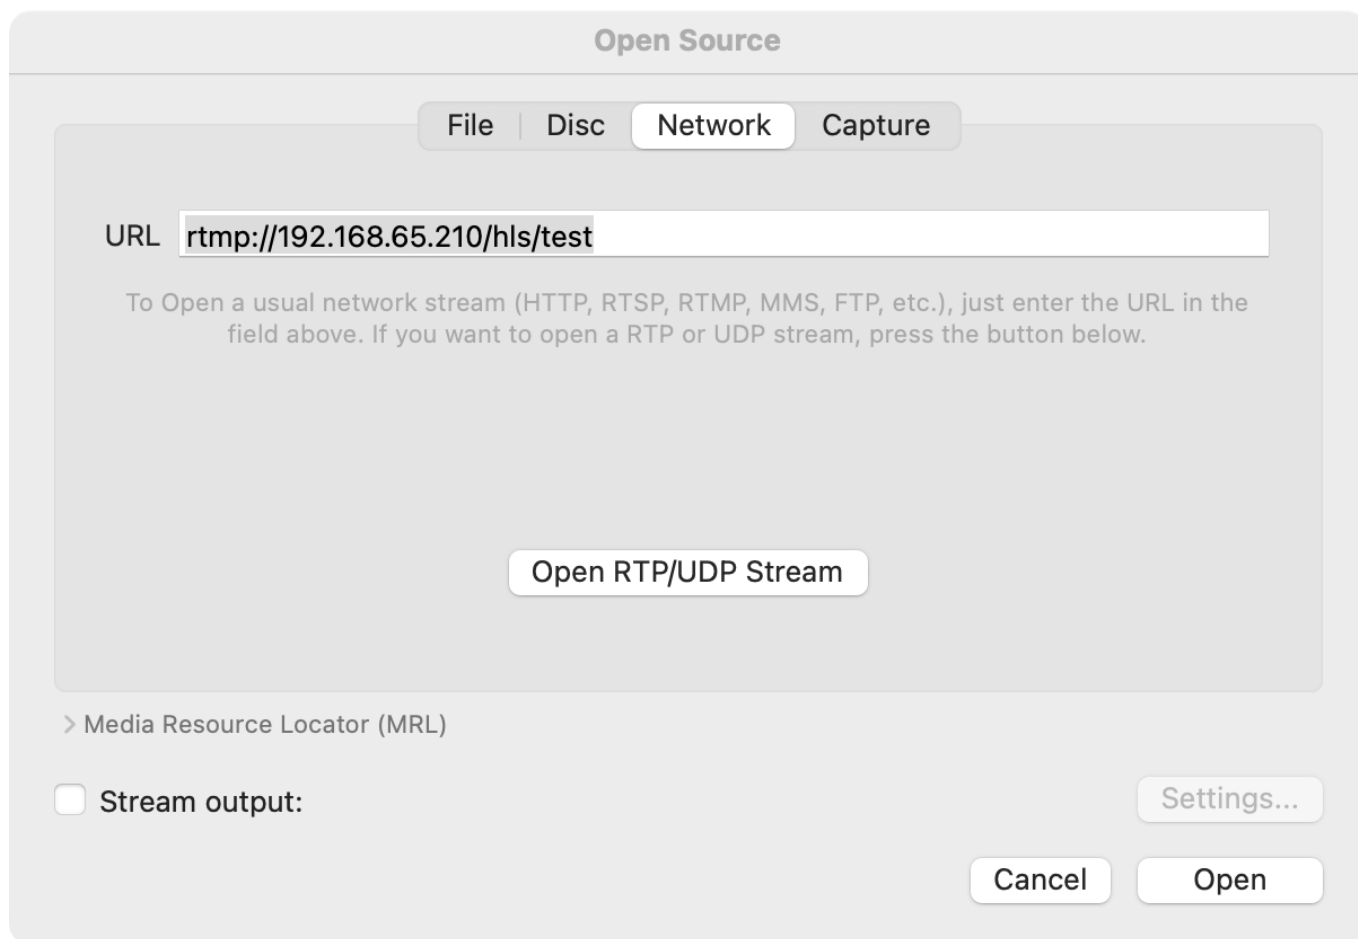 Open Source
File
Disc
Network
Capture
URL
rtmp://192.168.65.210/hls/test
To Open a usual network stream (HTTP, RTSP, RTMP, MMS, FTP, etc.), just enter the URL in the
field above. If you want to open a RTP or UDP stream, press the button below.
Open RTP/UDP Stream
Media Resource Locator (MRL)
Stream output:
Settings...
Cancel
Open